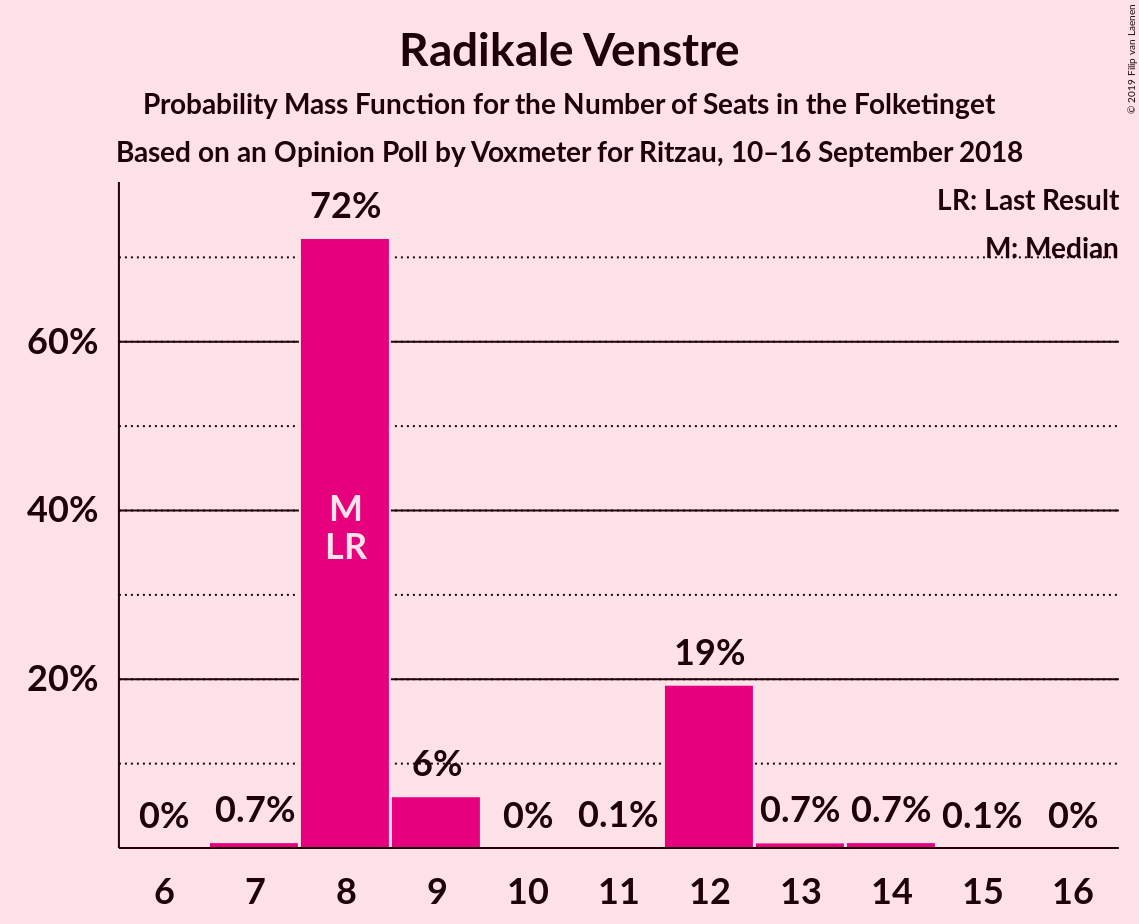 Radikale Venstre
Probability Mass Function for the Number of Seats in the Folketinget
Based on an Opinion Poll by Voxmeter for Ritzau, 10–16 September 2018
© 2019 Filip van Laenen
LR: Last Result
M: Median
60%
40%
20%
0%
0.7%
72%
M
LR
6%
0%
0.1%
19%
0.7%
0.7%
0.1%
0%
6 7 8 9 10 11 12 13 14 15 16